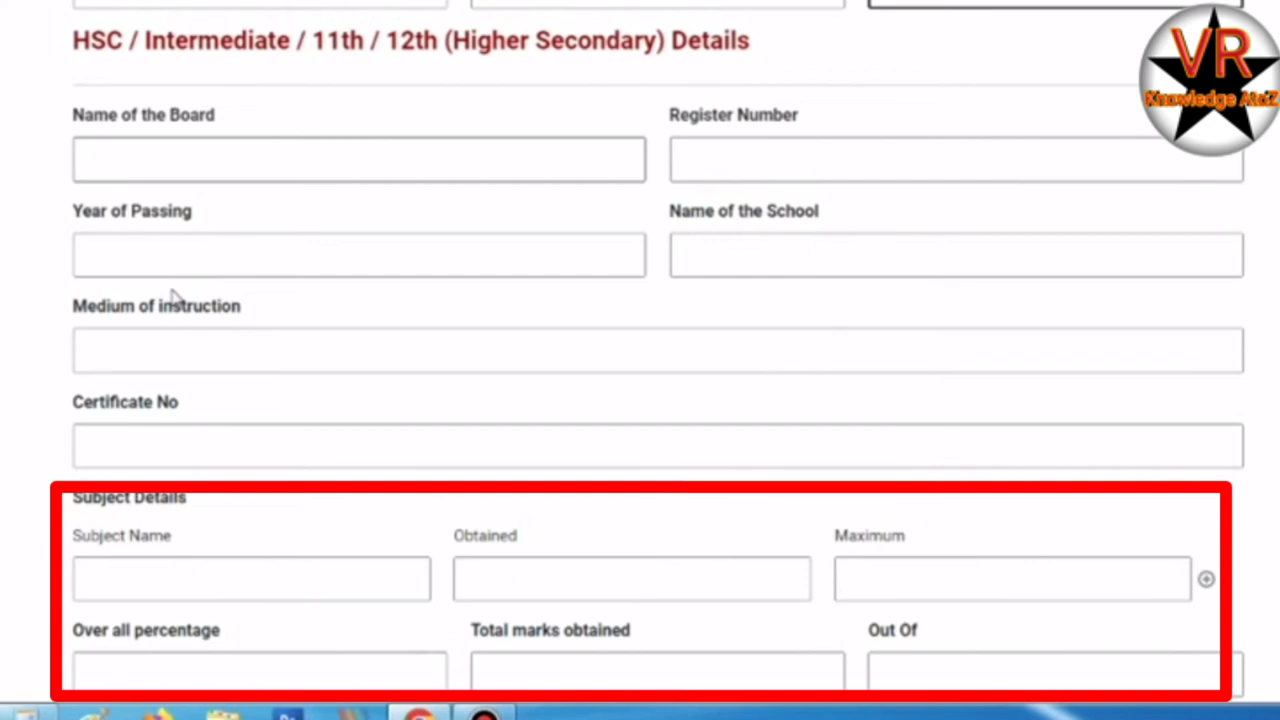 HSC / Intermediate / 11th / 12th (Higher Secondary) Details
VR
Knowledge AtoZ
Name of the Board
Register Number
Year of Passing
Name of the School
Medium of instruction
Certificate No
Subject Details
Subject Name
Obtained
Maximum
Over all percentage
Total marks obtained
Out Of